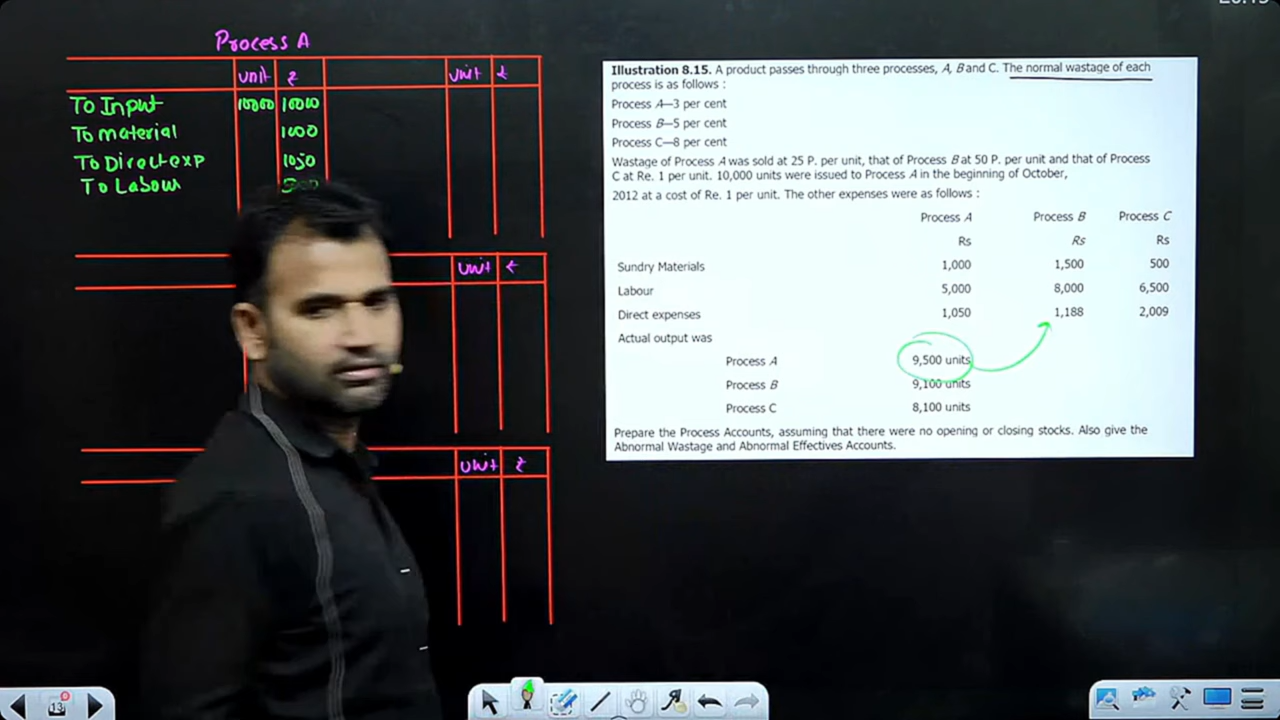 Process A
unit ₹ unit ₹
To Input 10000 10000
To material 1000
To Direct exp 1050
To Labour
unit ₹
unit ₹
Illustration 8.15. A product passes through three processes, A, B and C. The normal wastage of each
process is as follows :
Process A—3 per cent
Process B—5 per cent
Process C—8 per cent
Wastage of Process A was sold at 25 P. per unit, that of Process B at 50 P. per unit and that of Process
C at Re. 1 per unit. 10,000 units were issued to Process A in the beginning of October,
2012 at a cost of Re. 1 per unit. The other expenses were as follows :
Process A Process B Process C
Rs Rs Rs
Sundry Materials 1,000 1,500 500
Labour 5,000 8,000 6,500
Direct expenses 1,050 1,188 2,009
Actual output was
Process A 9,500 units
Process B 9,100 units
Process C 8,100 units
Prepare the Process Accounts, assuming that there were no opening or closing stocks. Also give the
Abnormal Wastage and Abnormal Effectives Accounts.
13